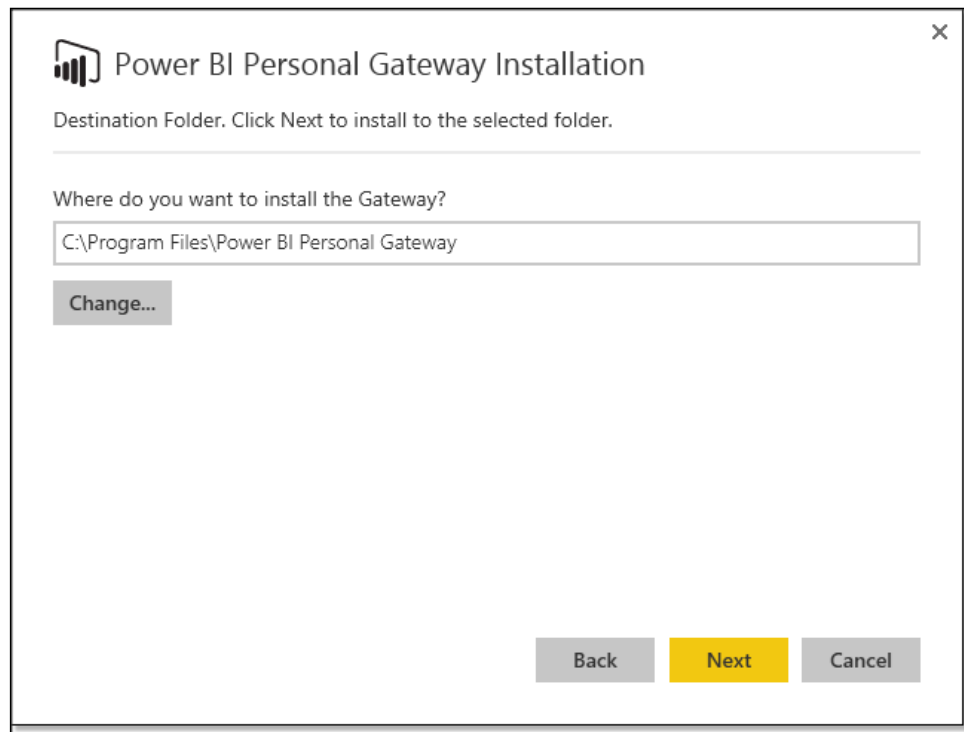 Power BI Personal Gateway Installation
Destination Folder. Click Next to install to the selected folder.
Where do you want to install the Gateway?
C:\Program Files\Power BI Personal Gateway
Change...
Back Next Cancel